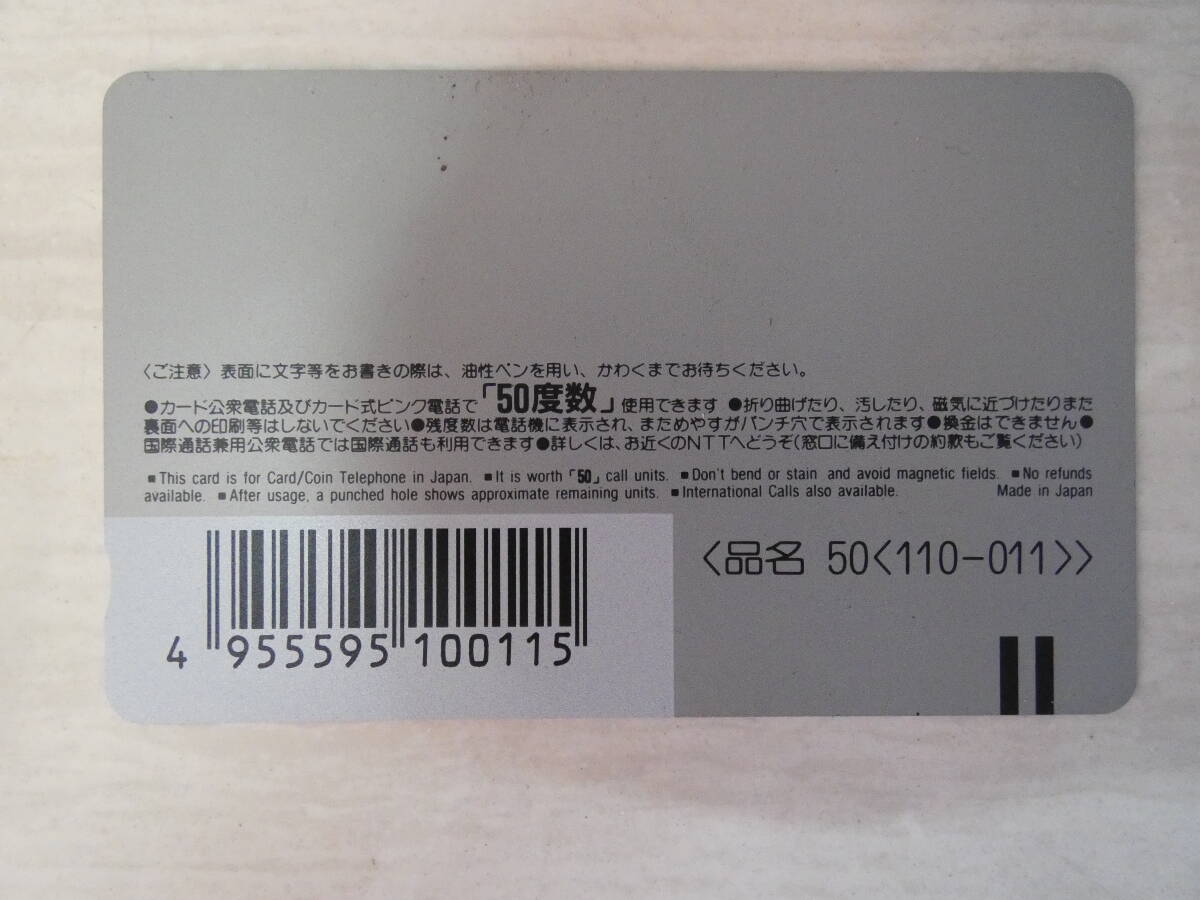 〈ご注意〉表面に文字等をお書きの際は、油性ペンを用い、かわくまでお待ちください。
●カード公衆電話及びカード式ピンク電話で「50度数」使用できます ●折り曲げたり、汚したり、磁気に近づけたりまた
裏面への印刷等はしないでください●残度数は電話機に表示され、まためやすがパンチ穴で表示されます●換金はできません●
国際通話兼用公衆電話では国際通話も利用できます●詳しくは、お近くのNTTへどうぞ(窓口に備え付けの約款もご覧ください)
■This card is for Card/Coin Telephone in Japan. ■It is worth「50」call units. ■Don't bend or stain and avoid magnetic fields. ■No refunds
available. ■After usage, a punched hole shows approximate remaining units. ■International Calls also available. Made in Japan
〈品名 50〈110-011〉〉
4 955595 100115